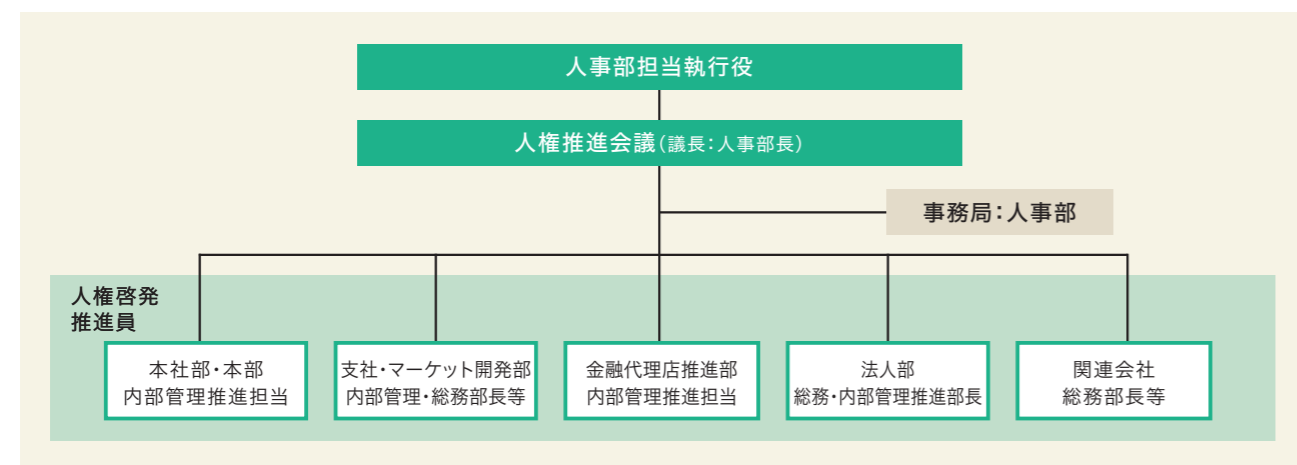 人事部担当執行役
人権推進会議(議長:人事部長)
事務局:人事部
人権啓発
推進員
本社部・本部
内部管理推進担当
支社・マーケット開発部
内部管理・総務部長等
金融代理店推進部
内部管理推進担当
法人部
総務・内部管理推進部長
関連会社
総務部長等